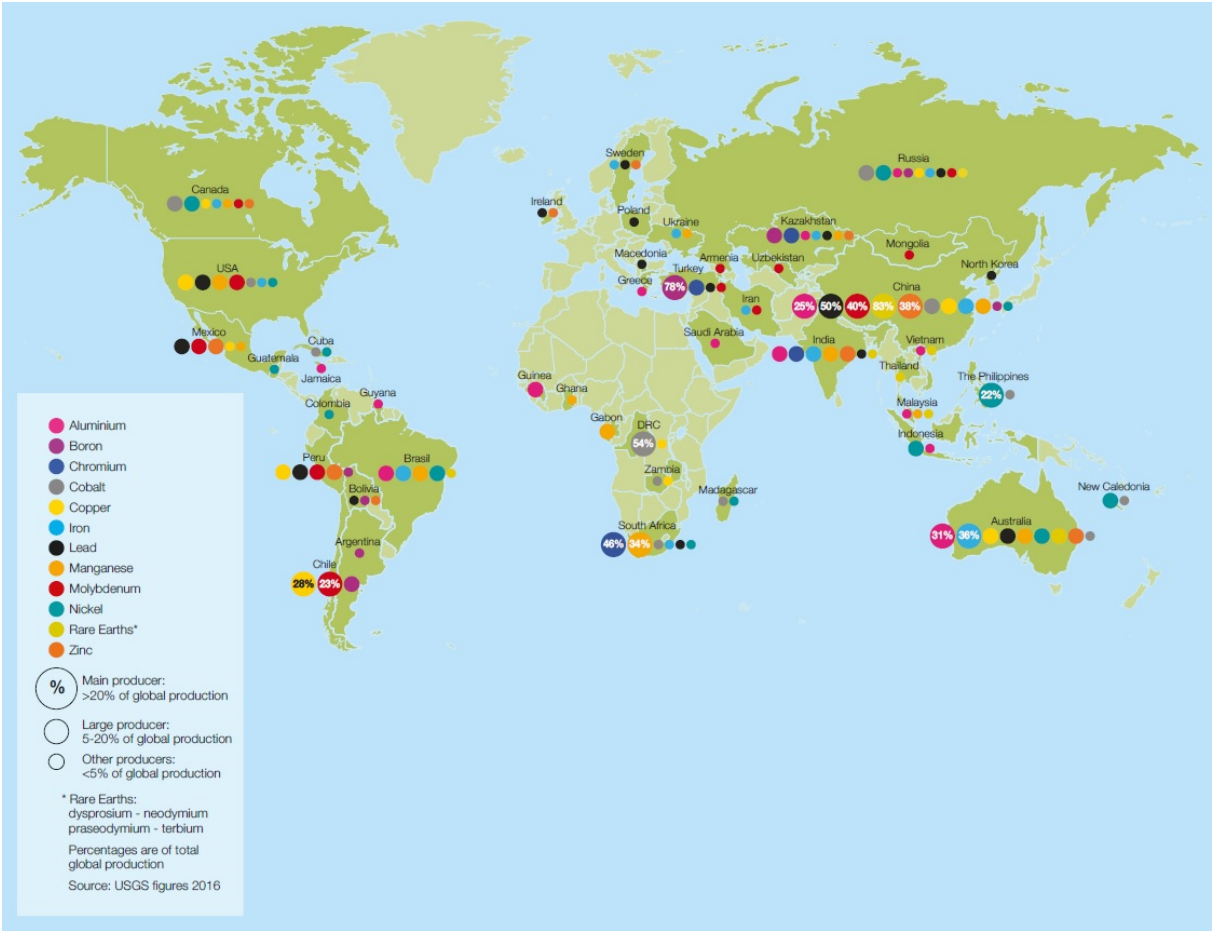 Sweden
Russia
Canada
Ireland
Poland
Ukraine
Kazakhstan
Mongolia
Macedonia
Armenia
Uzbekistan
North Korea
USA
Turkey
China
Greece
78%
Iran
25%
50%
40%
83%
38%
Mexico
Cuba
Saudi Arabia
India
Vietnam
Guatemala
Thailand
Jamaica
Guinea
The Philippines
Guyana
Ghana
22%
Colombia
Malaysia
Gabon
DRC
Indonesia
54%
Peru
Brasil
Zambia
Bolivia
Madagascar
New Caledonia
South Africa
Australia
Argentina
46%
34%
31%
36%
Chile
28%
23%
Aluminium
Boron
Chromium
Cobalt
Copper
Iron
Lead
Manganese
Molybdenum
Nickel
Rare Earths*
Zinc
%
Main producer:
>20% of global production
Large producer:
5-20% of global production
Other producers:
<5% of global production
* Rare Earths:
dysprosium - neodymium
praseodymium - terbium
Percentages are of total
global production
Source: USGS figures 2016